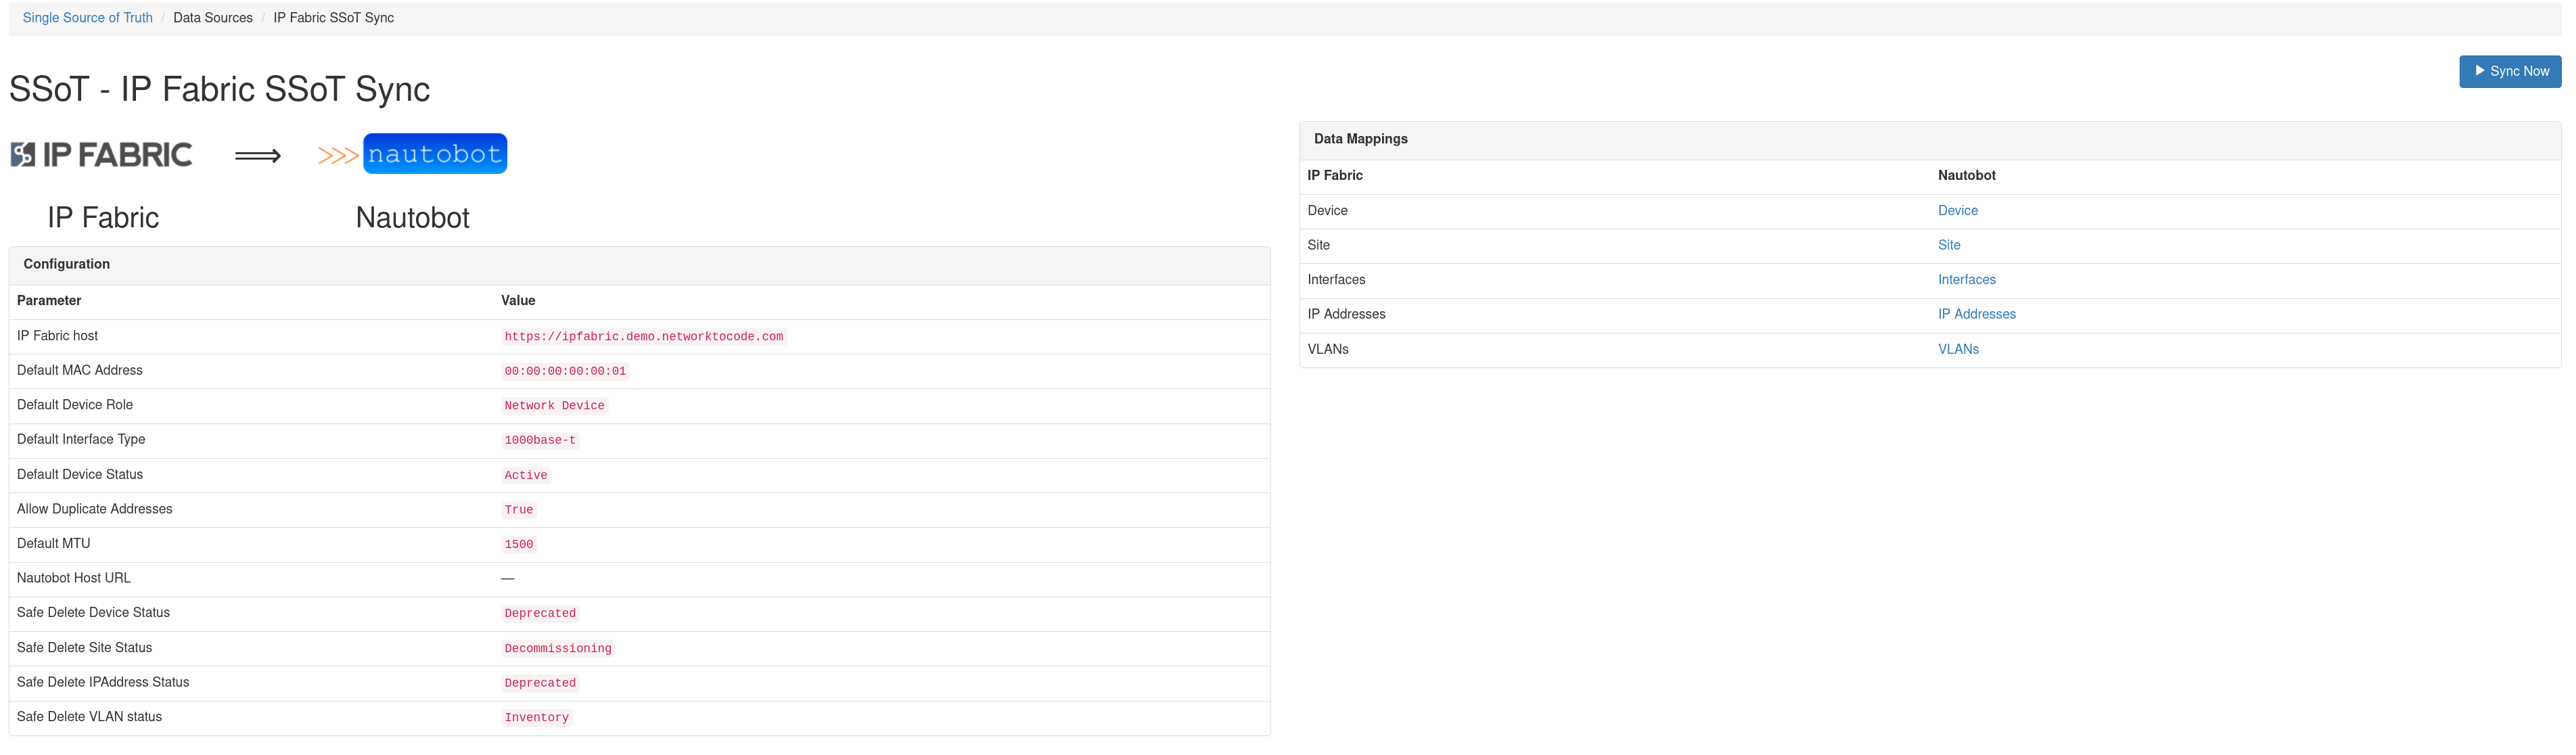 Single Source of Truth / Data Sources / IP Fabric SSoT Sync
SSoT - IP Fabric SSoT Sync
Sync Now
IP FABRIC
>>> nautobot
IP Fabric
Nautobot
Configuration
Parameter Value
IP Fabric host https://ipfabric.demo.networktocode.com
Default MAC Address 00:00:00:00:00:01
Default Device Role Network Device
Default Interface Type 1000base-t
Default Device Status Active
Allow Duplicate Addresses True
Default MTU 1500
Nautobot Host URL —
Safe Delete Device Status Deprecated
Safe Delete Site Status Decommissioning
Safe Delete IPAddress Status Deprecated
Safe Delete VLAN status Inventory
Data Mappings
IP Fabric Nautobot
Device Device
Site Site
Interfaces Interfaces
IP Addresses IP Addresses
VLANs VLANs